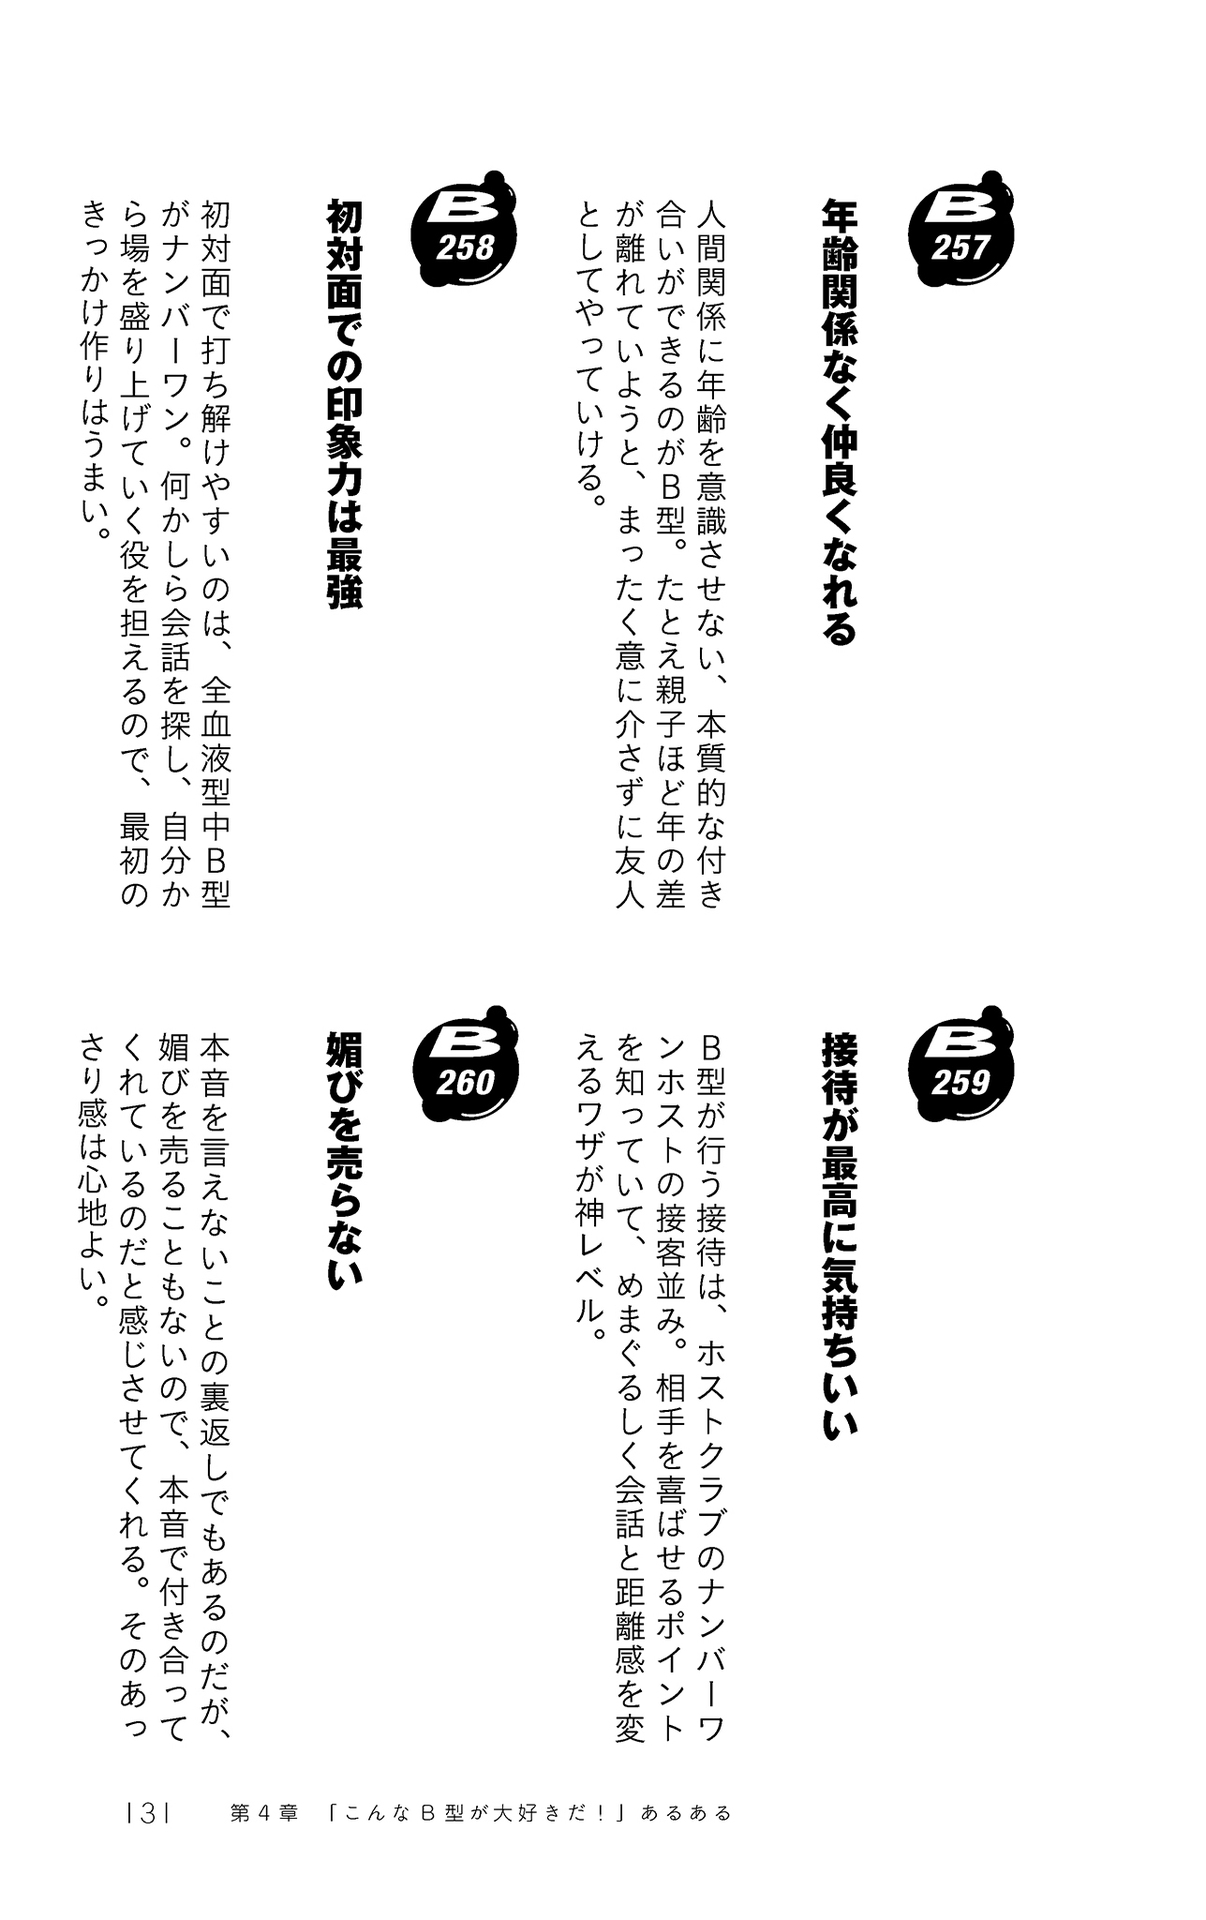 B
257
年齢関係なく仲良くなれる
人間関係に年齢を意識させない、本質的な付き
合いができるのがB型。たとえ親子ほど年の差
が離れていようと、まったく意に介さずに友人
としてやっていける。
B
258
初対面での印象力は最強
初対面で打ち解けやすいのは、全血液型中B型
がナンバーワン。何かしら会話を探し、自分か
ら場を盛り上げていく役を担えるので、最初の
きっかけ作りはうまい。
B
259
接待が最高に気持ちいい
B型が行う接待は、ホストクラブのナンバーワ
ンホストの接客並み。相手を喜ばせるポイント
を知っていて、めまぐるしく会話と距離感を変
えるワザが神レベル。
B
260
媚びを売らない
本音を言えないことの裏返しでもあるのだが、
媚びを売ることもないので、本音で付き合って
くれているのだと感じさせてくれる。そのあっ
さり感は心地よい。
131 第4章 「こんなB型が大好きだ!」あるある